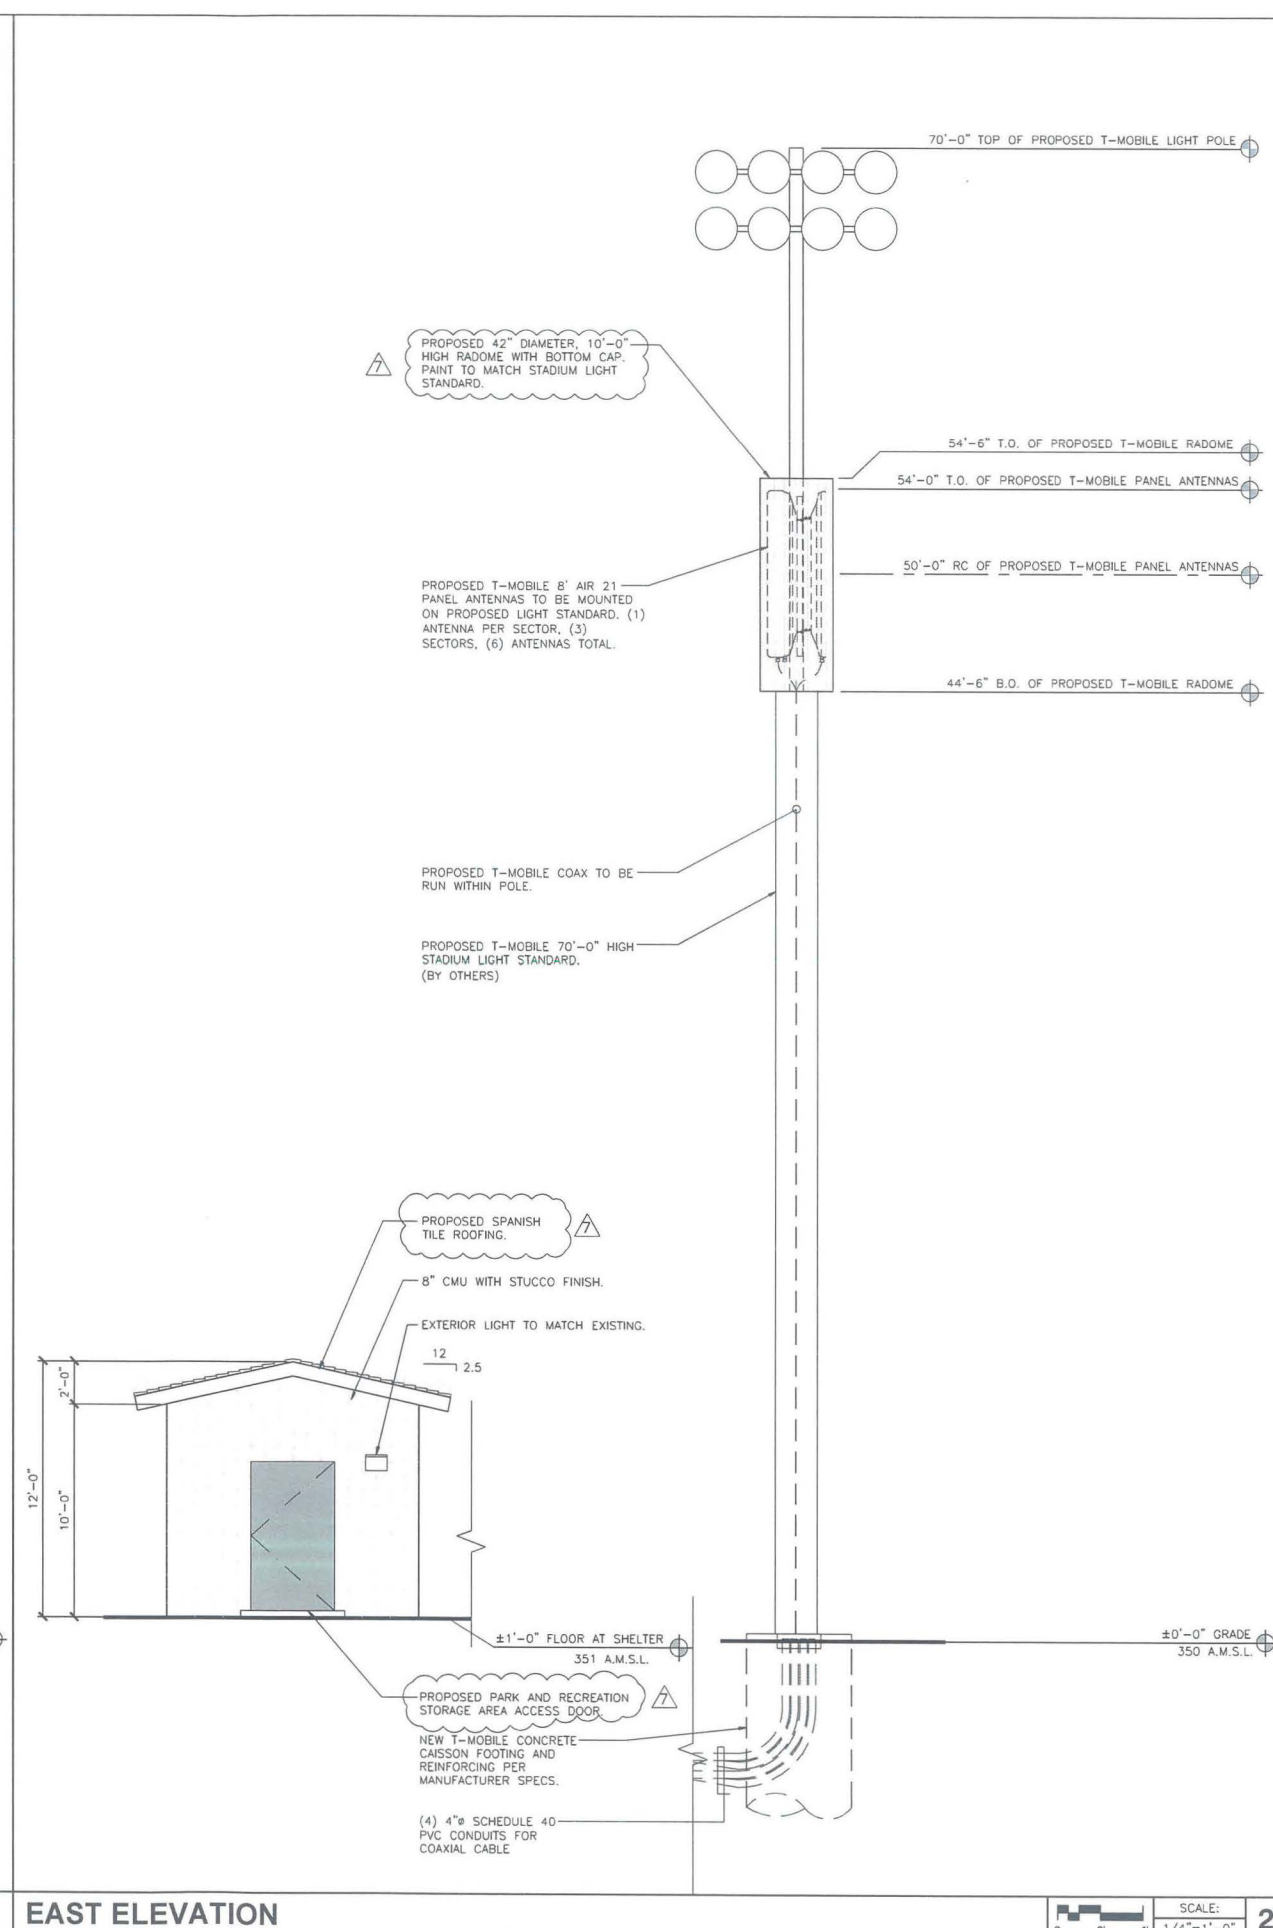 70'-0" TOP OF PROPOSED T-MOBILE LIGHT POLE
PROPOSED 42" DIAMETER, 10'-0"
HIGH RADOME WITH BOTTOM CAP.
PAINT TO MATCH STADIUM LIGHT
STANDARD.
7
54'-6" T.O. OF PROPOSED T-MOBILE RADOME
54'-0" T.O. OF PROPOSED T-MOBILE PANEL ANTENNAS
50'-0" RC OF PROPOSED T-MOBILE PANEL ANTENNAS
PROPOSED T-MOBILE 8' AIR 21
PANEL ANTENNAS TO BE MOUNTED
ON PROPOSED LIGHT STANDARD. (1)
ANTENNA PER SECTOR, (3)
SECTORS, (6) ANTENNAS TOTAL.
44'-6" B.O. OF PROPOSED T-MOBILE RADOME
PROPOSED T-MOBILE COAX TO BE
RUN WITHIN POLE.
PROPOSED T-MOBILE 70'-0" HIGH
STADIUM LIGHT STANDARD.
(BY OTHERS)
PROPOSED SPANISH
TILE ROOFING.
7
8" CMU WITH STUCCO FINISH.
EXTERIOR LIGHT TO MATCH EXISTING.
12
2.5
2'-0"
12'-0"
10'-0"
±1'-0" FLOOR AT SHELTER
351 A.M.S.L.
±0'-0" GRADE
350 A.M.S.L.
PROPOSED PARK AND RECREATION
STORAGE AREA ACCESS DOOR.
7
NEW T-MOBILE CONCRETE
CAISSON FOOTING AND
REINFORCING PER
MANUFACTURER SPECS.
(4) 4"ø SCHEDULE 40
PVC CONDUITS FOR
COAXIAL CABLE
EAST ELEVATION
SCALE:
1/4"=1'-0"
2